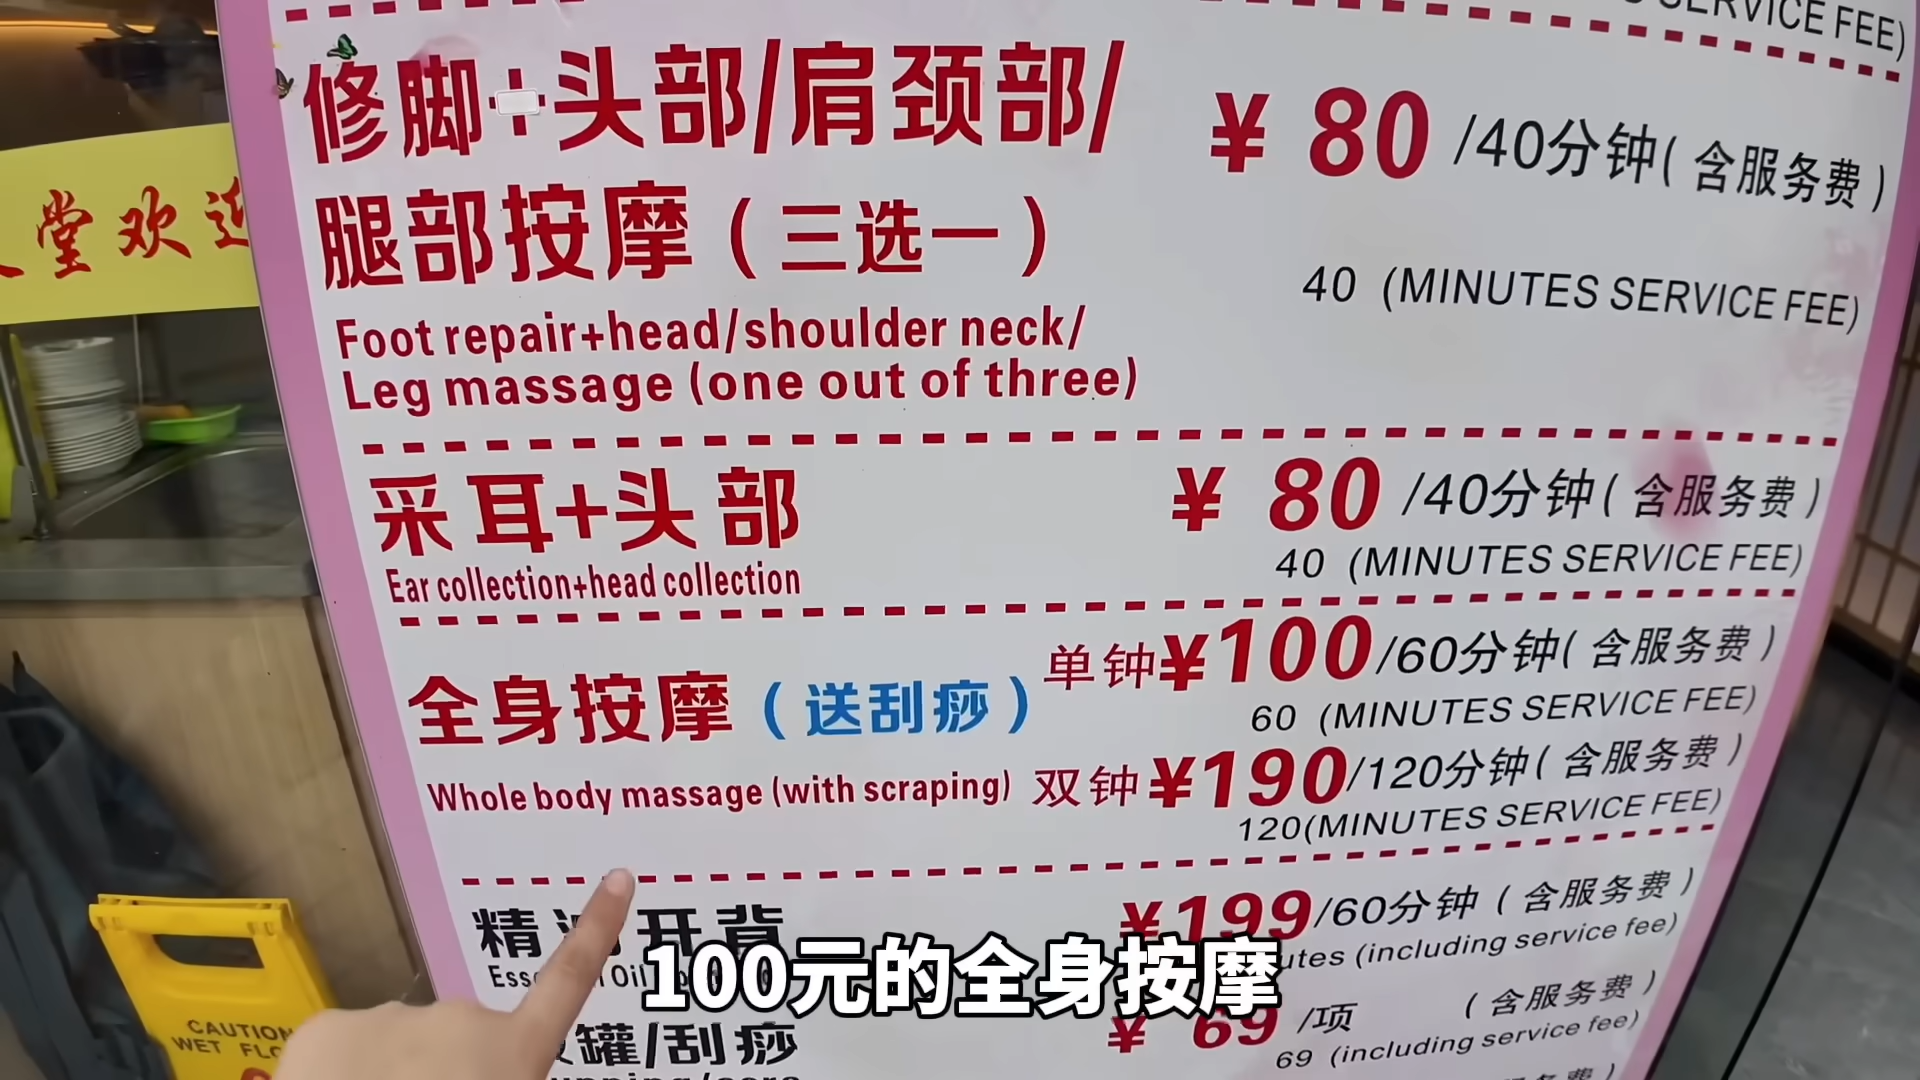 SERVICE FEE)
修脚+头部/肩颈部/
腿部按摩(三选一)
¥ 80 /40分钟(含服务费)
40 (MINUTES SERVICE FEE)
Foot repair+head/shoulder neck/
Leg massage (one out of three)
堂欢迎
采耳+头部
¥ 80 /40分钟(含服务费)
Ear collection+head collection
40 (MINUTES SERVICE FEE)
全身按摩(送刮痧)
单钟¥100/60分钟(含服务费)
60 (MINUTES SERVICE FEE)
Whole body massage (with scraping)
双钟¥190/120分钟(含服务费)
120(MINUTES SERVICE FEE)
精油开背
¥199/60分钟(含服务费)
Oil
(including service fee)
100元的全身按摩
罐/刮痧
¥ 69 /项 (含服务费)
69 (including service fee)
CAUTION
WET